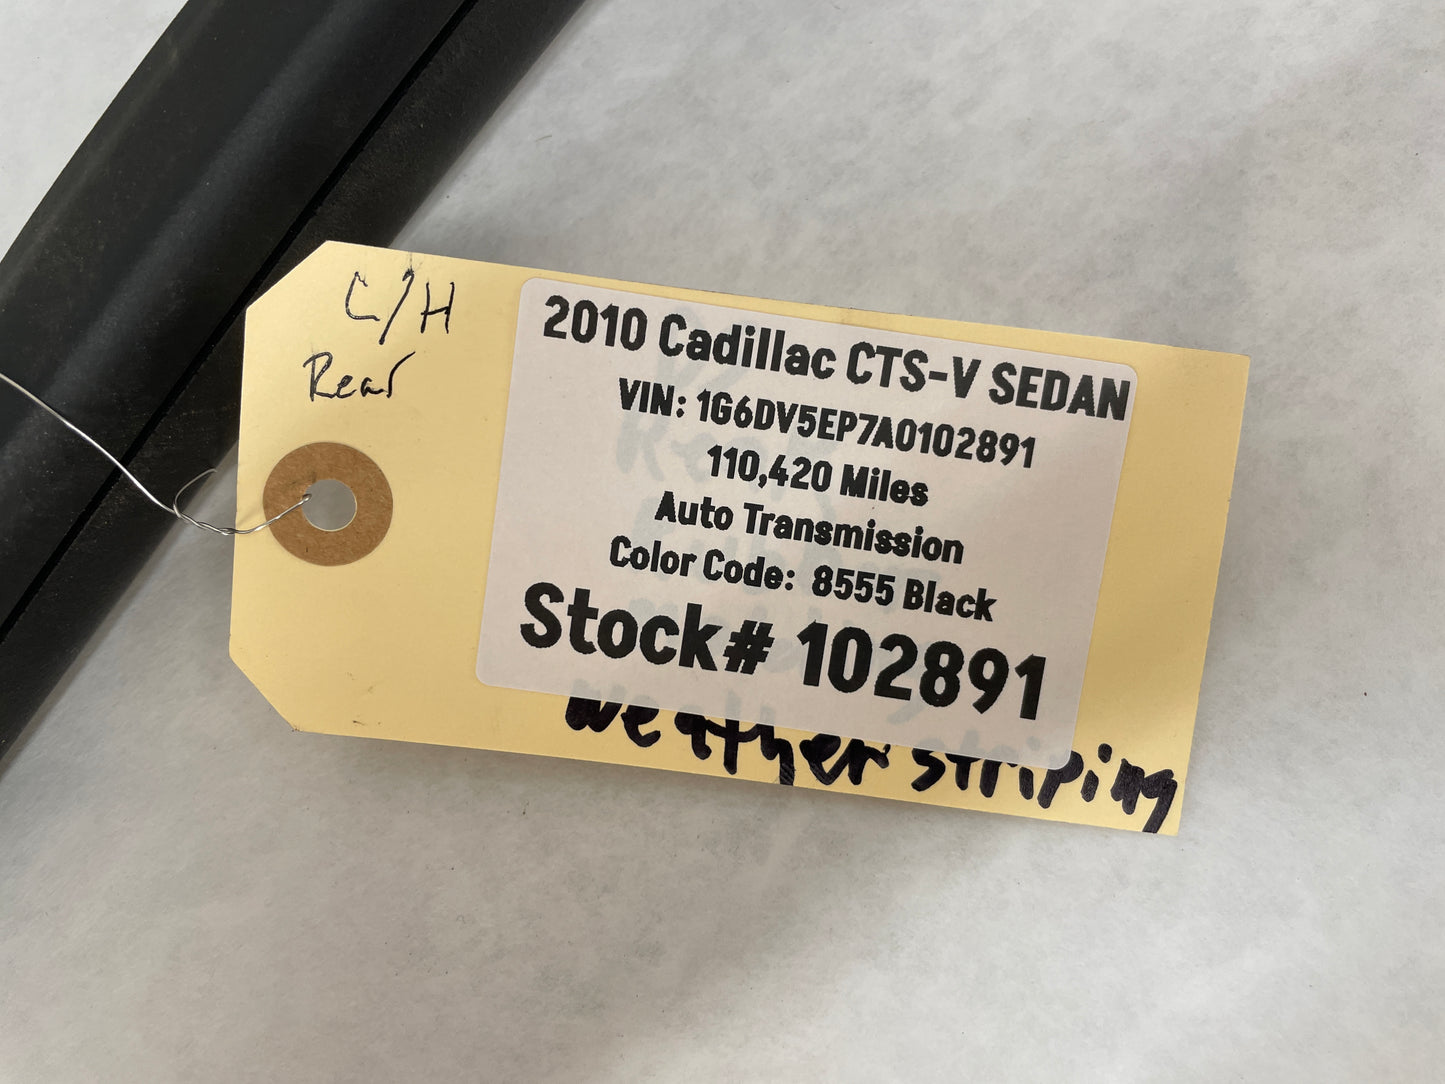 C/H
Rear
2010 Cadillac CTS-V SEDAN
VIN: 1G6DV5EP7A0102891
110,420 Miles
Auto Transmission
Color Code: 8555 Black
Stock# 102891
weather striping